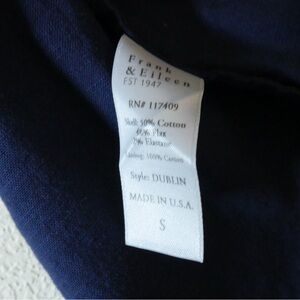 Frank
& Eileen
EST 1947
RN# 117409
Shell: 50% Cotton
Flax
Elastane
Lining: 100% Cotton
Style: DUBLIN
MADE IN U.S.A.
S